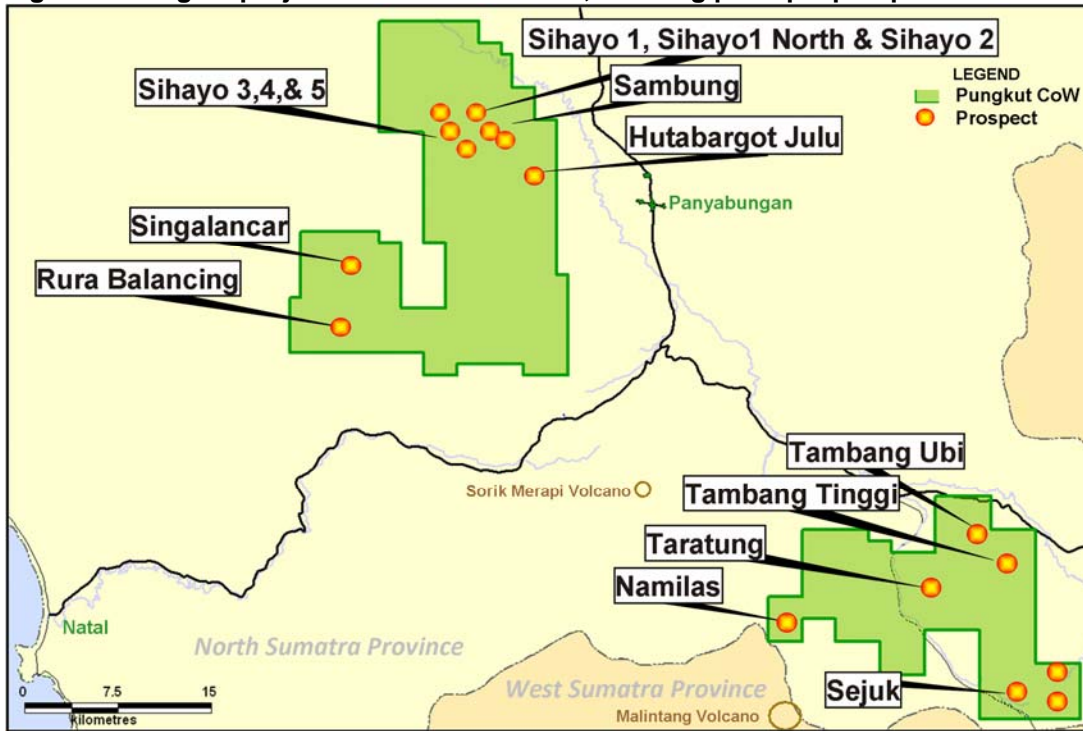 Sihayo 1, Sihayo1 North & Sihayo 2
Sihayo 3,4,& 5
Sambung
LEGEND
Pungkut CoW
Prospect
Hutabargot Julu
Panyabungan
Singalancar
Rura Balancing
Tambang Ubi
Sorik Merapi Volcano
Tambang Tinggi
Taratung
Namilas
Natal
North Sumatra Province
West Sumatra Province
Sejuk
0 7.5 15
kilometres
Malintang Volcano